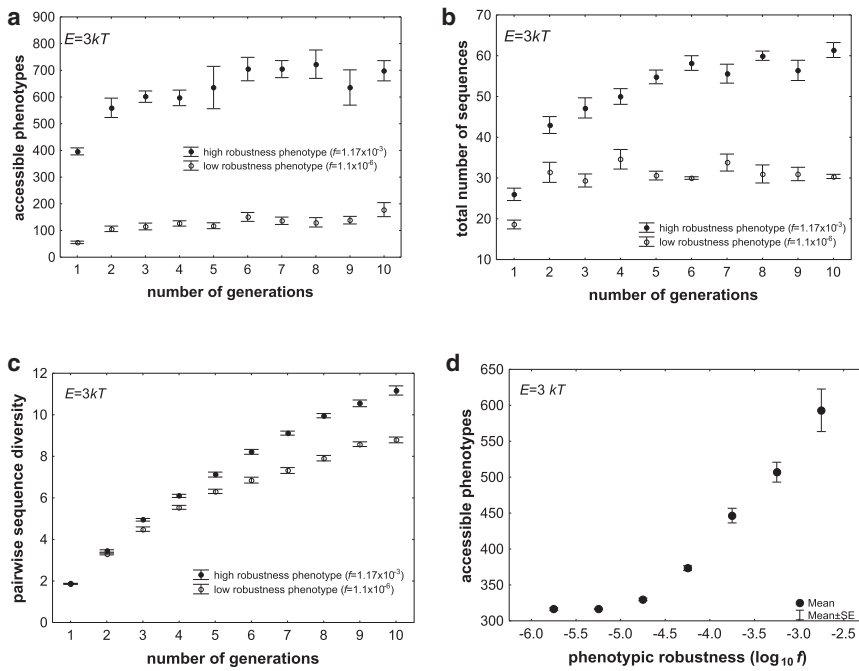 a
E=3kT
accessible phenotypes
900
800
700
600
500
400
300
200
100
0
high robustness phenotype (f=1.17x10⁻³)
low robustness phenotype (f=1.1x10⁻⁶)
1 2 3 4 5 6 7 8 9 10
number of generations
b
E=3kT
total number of sequences
70
60
50
40
30
20
10
high robustness phenotype (f=1.17x10⁻³)
low robustness phenotype (f=1.1x10⁻⁶)
1 2 3 4 5 6 7 8 9 10
number of generations
c
E=3kT
pairwise sequence diversity
12
10
8
6
4
2
0
high robustness phenotype (f=1.17x10⁻³)
low robustness phenotype (f=1.1x10⁻⁶)
1 2 3 4 5 6 7 8 9 10
number of generations
d
E=3 kT
accessible phenotypes
650
600
550
500
450
400
350
300
Mean
Mean±SE
-6.0 -5.5 -5.0 -4.5 -4.0 -3.5 -3.0 -2.5
phenotypic robustness (log₁₀ f)